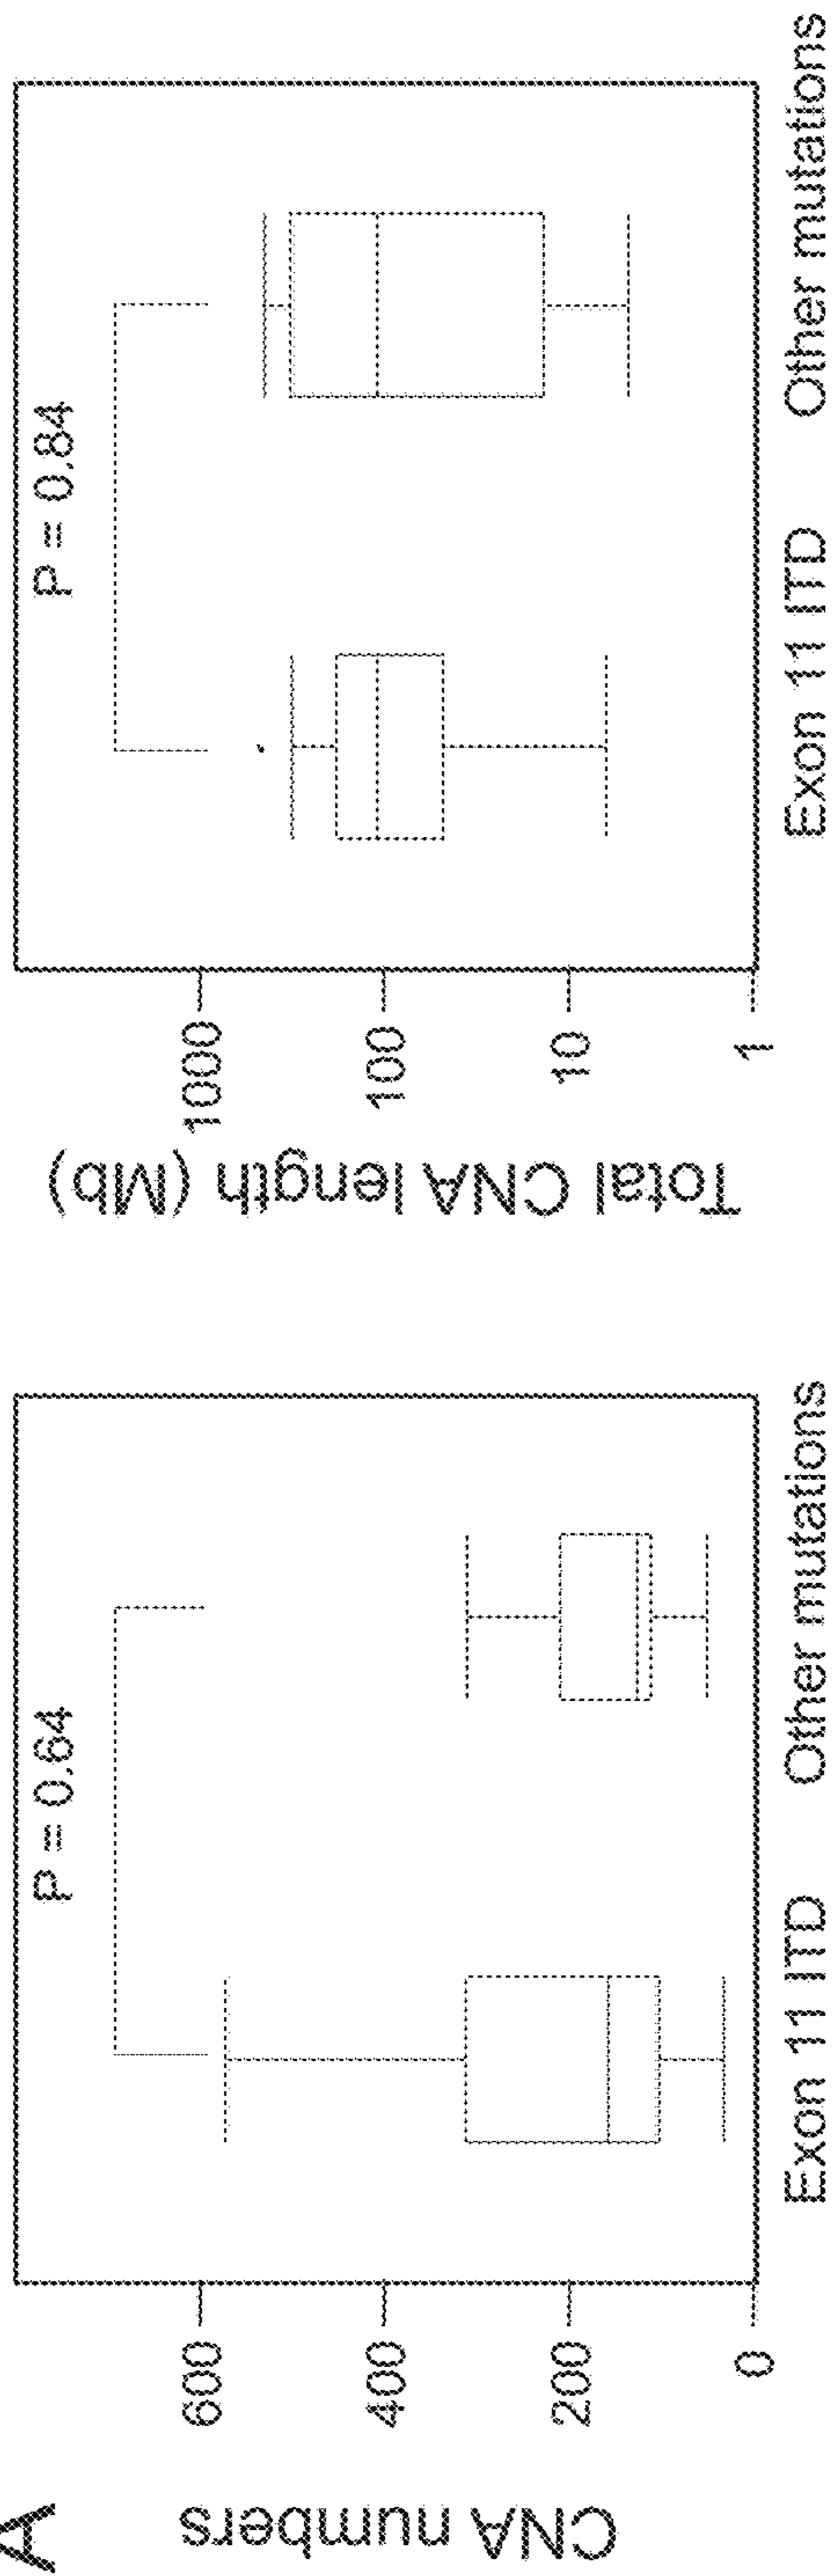 A
CNA numbers
600
400
200
0
P = 0.64
Exon 11 ITD Other mutations
Total CNA length (Mb)
1000
100
10
1
P = 0.84
Exon 11 ITD Other mutations